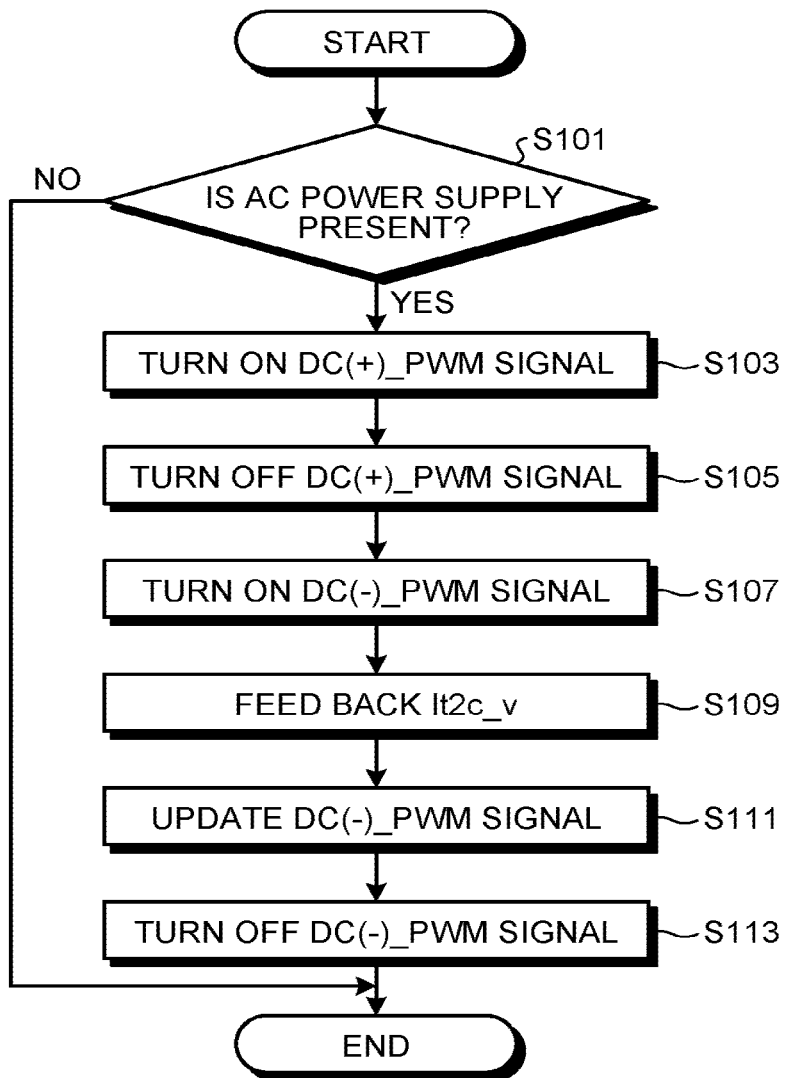 START
S101
NO
IS AC POWER SUPPLY
PRESENT?
YES
TURN ON DC(+)_PWM SIGNAL
S103
TURN OFF DC(+)_PWM SIGNAL
S105
TURN ON DC(-)_PWM SIGNAL
S107
FEED BACK It2c_v
S109
UPDATE DC(-)_PWM SIGNAL
S111
TURN OFF DC(-)_PWM SIGNAL
S113
END